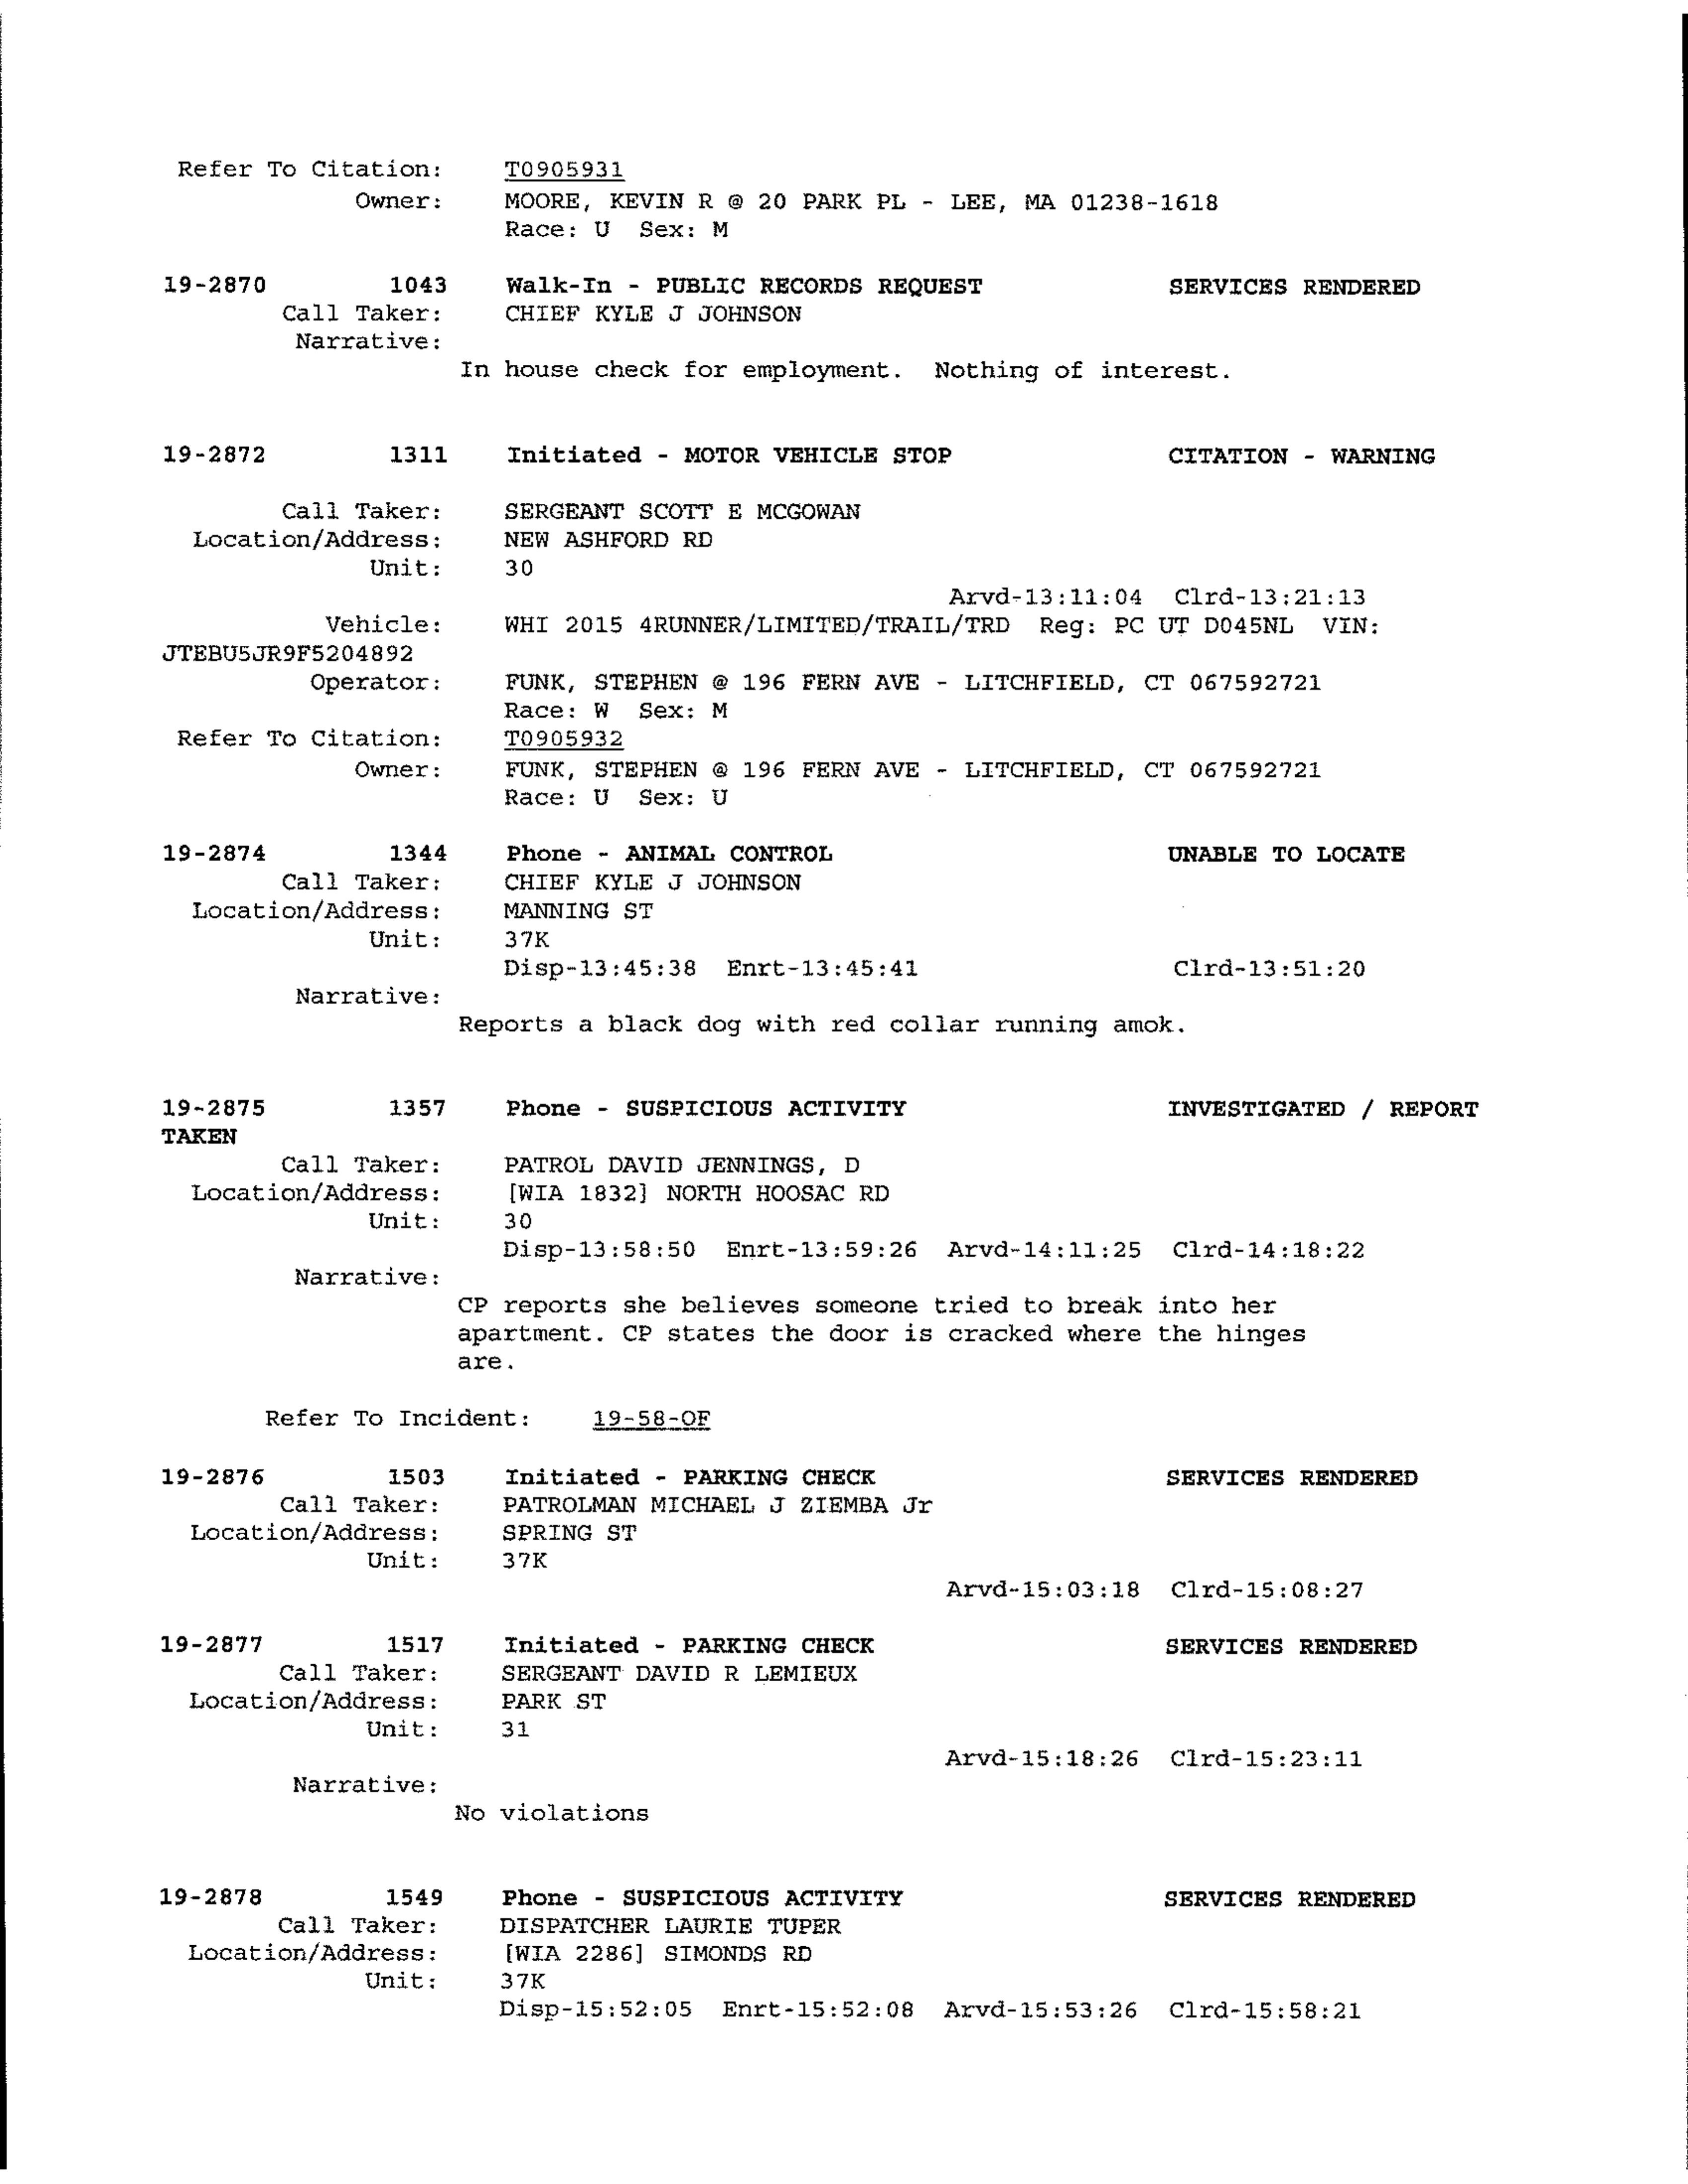 Refer To Citation: T0905931
Owner: MOORE, KEVIN R @ 20 PARK PL - LEE, MA 01238-1618
Race: U Sex: M
19-2870 1043 Walk-In - PUBLIC RECORDS REQUEST SERVICES RENDERED
Call Taker: CHIEF KYLE J JOHNSON
Narrative:
In house check for employment. Nothing of interest.
19-2872 1311 Initiated - MOTOR VEHICLE STOP CITATION - WARNING
Call Taker: SERGEANT SCOTT E MCGOWAN
Location/Address: NEW ASHFORD RD
Unit: 30
Arvd-13:11:04 Clrd-13:21:13
Vehicle: WHI 2015 4RUNNER/LIMITED/TRAIL/TRD Reg: PC UT D045NL VIN:
JTEBU5JR9F5204892
Operator: FUNK, STEPHEN @ 196 FERN AVE - LITCHFIELD, CT 067592721
Race: W Sex: M
Refer To Citation: T0905932
Owner: FUNK, STEPHEN @ 196 FERN AVE - LITCHFIELD, CT 067592721
Race: U Sex: U
19-2874 1344 Phone - ANIMAL CONTROL UNABLE TO LOCATE
Call Taker: CHIEF KYLE J JOHNSON
Location/Address: MANNING ST
Unit: 37K
Disp-13:45:38 Enrt-13:45:41 Clrd-13:51:20
Narrative:
Reports a black dog with red collar running amok.
19-2875 1357 Phone - SUSPICIOUS ACTIVITY INVESTIGATED / REPORT
TAKEN
Call Taker: PATROL DAVID JENNINGS, D
Location/Address: [WIA 1832] NORTH HOOSAC RD
Unit: 30
Disp-13:58:50 Enrt-13:59:26 Arvd-14:11:25 Clrd-14:18:22
Narrative:
CP reports she believes someone tried to break into her
apartment. CP states the door is cracked where the hinges
are.
Refer To Incident: 19-58-OF
19-2876 1503 Initiated - PARKING CHECK SERVICES RENDERED
Call Taker: PATROLMAN MICHAEL J ZIEMBA Jr
Location/Address: SPRING ST
Unit: 37K
Arvd-15:03:18 Clrd-15:08:27
19-2877 1517 Initiated - PARKING CHECK SERVICES RENDERED
Call Taker: SERGEANT DAVID R LEMIEUX
Location/Address: PARK ST
Unit: 31
Arvd-15:18:26 Clrd-15:23:11
Narrative:
No violations
19-2878 1549 Phone - SUSPICIOUS ACTIVITY SERVICES RENDERED
Call Taker: DISPATCHER LAURIE TUPER
Location/Address: [WIA 2286] SIMONDS RD
Unit: 37K
Disp-15:52:05 Enrt-15:52:08 Arvd-15:53:26 Clrd-15:58:21